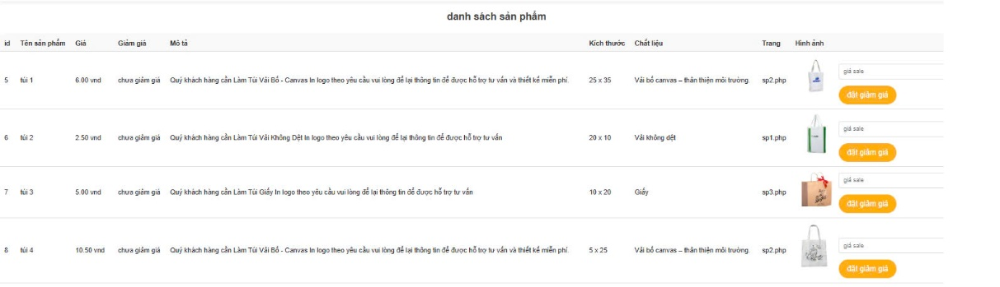 danh sách sản phẩm
id Tên sản phẩm Giá Giảm giá Mô tả Kích thước Chất liệu Trang Hình ảnh
5 túi 1 6.00 vnd chưa giảm giá Quý khách hàng cần Làm Túi Vải Bố - Canvas In logo theo yêu cầu vui lòng để lại thông tin để được hỗ trợ tư vấn và thiết kế miễn phí. 25 x 35 Vải bố canvas – thân thiện môi trường. sp2.php giá sale
đặt giảm giá
6 túi 2 2.50 vnd chưa giảm giá Quý khách hàng cần Làm Túi Vải Không Dệt In logo theo yêu cầu vui lòng để lại thông tin để được hỗ trợ tư vấn 20 x 10 Vải không dệt sp1.php giá sale
đặt giảm giá
7 túi 3 5.00 vnd chưa giảm giá Quý khách hàng cần Làm Túi Giấy In logo theo yêu cầu vui lòng để lại thông tin để được hỗ trợ tư vấn 10 x 20 Giấy sp3.php giá sale
đặt giảm giá
8 túi 4 10.50 vnd chưa giảm giá Quý khách hàng cần Làm Túi Vải Bố - Canvas In logo theo yêu cầu vui lòng để lại thông tin để được hỗ trợ tư vấn và thiết kế miễn phí. 5 x 25 Vải bố canvas – thân thiện môi trường. sp2.php giá sale
đặt giảm giá